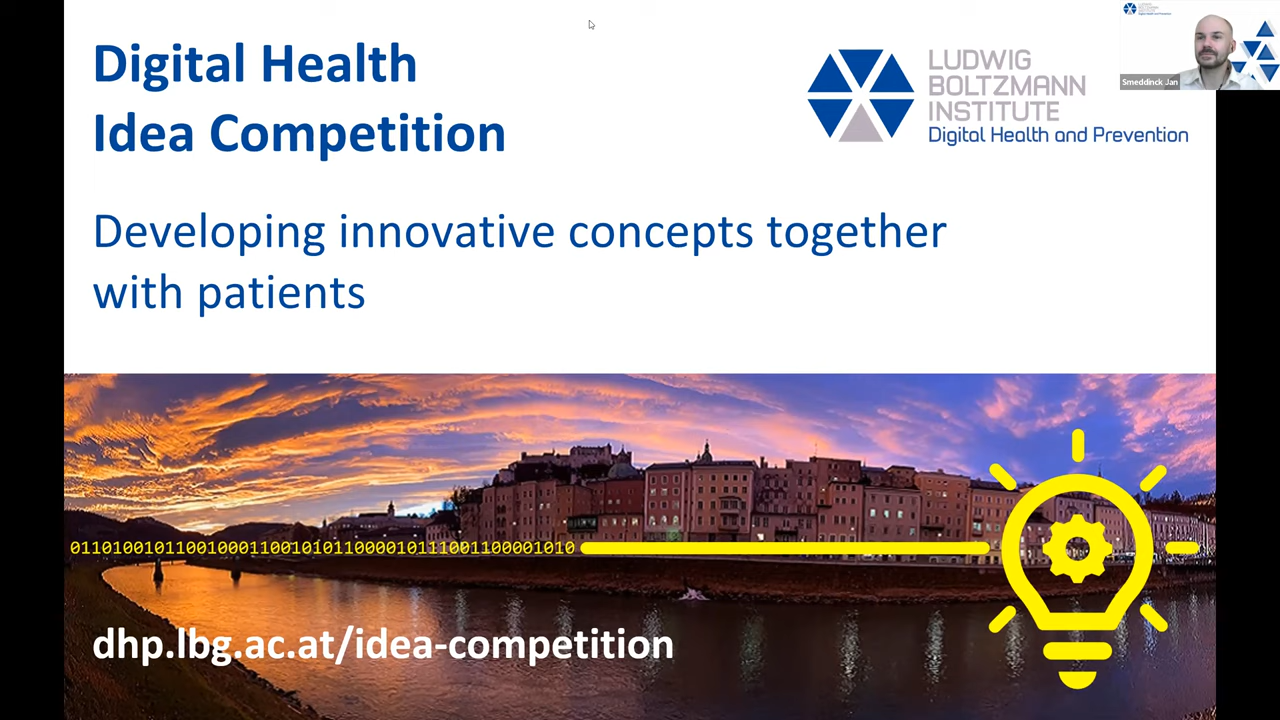 Digital Health
Idea Competition
LUDWIG
BOLTZMANN
INSTITUTE
Digital Health and Prevention
Smeddinck Jan
Developing innovative concepts together
with patients
dhp.lbg.ac.at/idea-competition